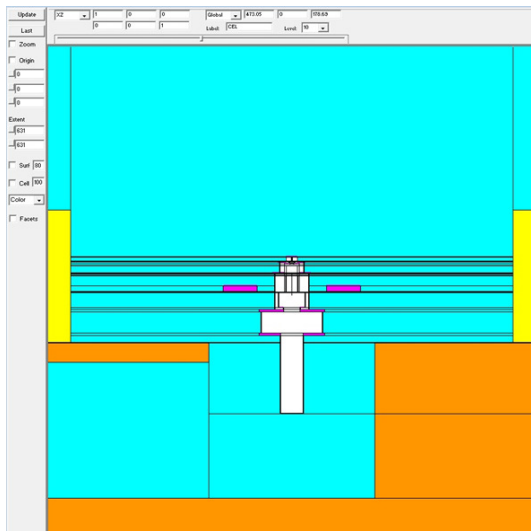 Update
XZ 1 0 0 Global 473.05 0 178.69
0 0 1 Label: CEL Level: 10
Last
Zoom
Origin
0
0
0
Extent
631
631
Surf 80
Cell 100
Color
Facets